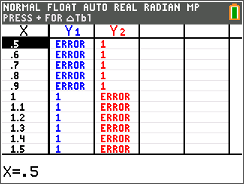 NORMAL FLOAT AUTO REAL RADIAN MP
PRESS + FOR △Tbl
X Y1 Y2
.5 ERROR 1
.6 ERROR 1
.7 ERROR 1
.8 ERROR 1
.9 ERROR 1
1 1 ERROR
1.1 1 ERROR
1.2 1 ERROR
1.3 1 ERROR
1.4 1 ERROR
1.5 1 ERROR
X=.5